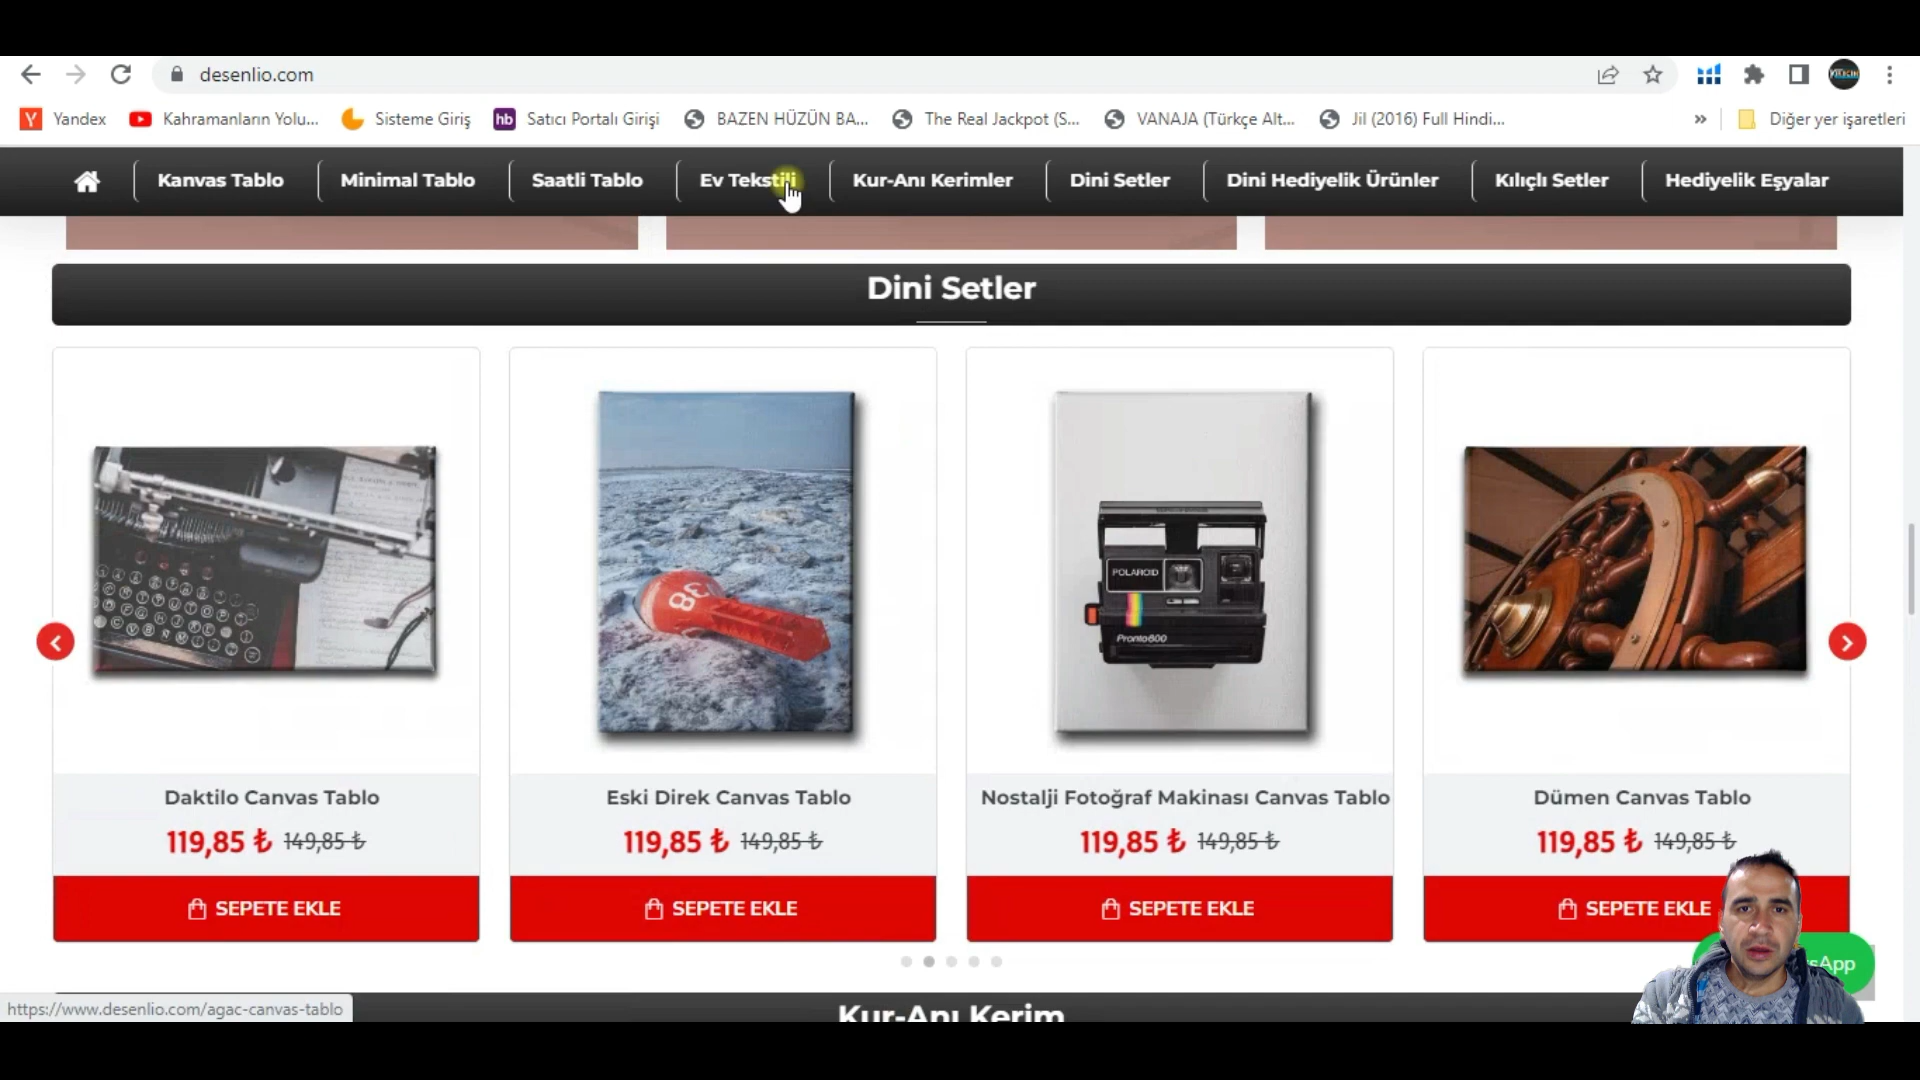 desenlio.com
Yandex
Kahramanların Yolu...
Sisteme Giriş
hb
Satıcı Portalı Girişi
BAZEN HÜZÜN BA...
The Real Jackpot (S...
VANAJA (Türkçe Alt...
Jil (2016) Full Hindi...
»
Diğer yer işaretleri
Kanvas Tablo
Minimal Tablo
Saatli Tablo
Ev Tekstili
Kur-Anı Kerimler
Dini Setler
Dini Hediyelik Ürünler
Kılıçlı Setler
Hediyelik Eşyalar
Dini Setler
38
POLAROID
Pronto600
Daktilo Canvas Tablo
Eski Direk Canvas Tablo
Nostalji Fotoğraf Makinası Canvas Tablo
Dümen Canvas Tablo
119,85 ₺ 149,85 ₺
119,85 ₺ 149,85 ₺
119,85 ₺ 149,85 ₺
119,85 ₺ 149,85 ₺
SEPETE EKLE
SEPETE EKLE
SEPETE EKLE
SEPETE EKLE
sApp
https://www.desenlio.com/agac-canvas-tablo
Kur-Anı Kerim